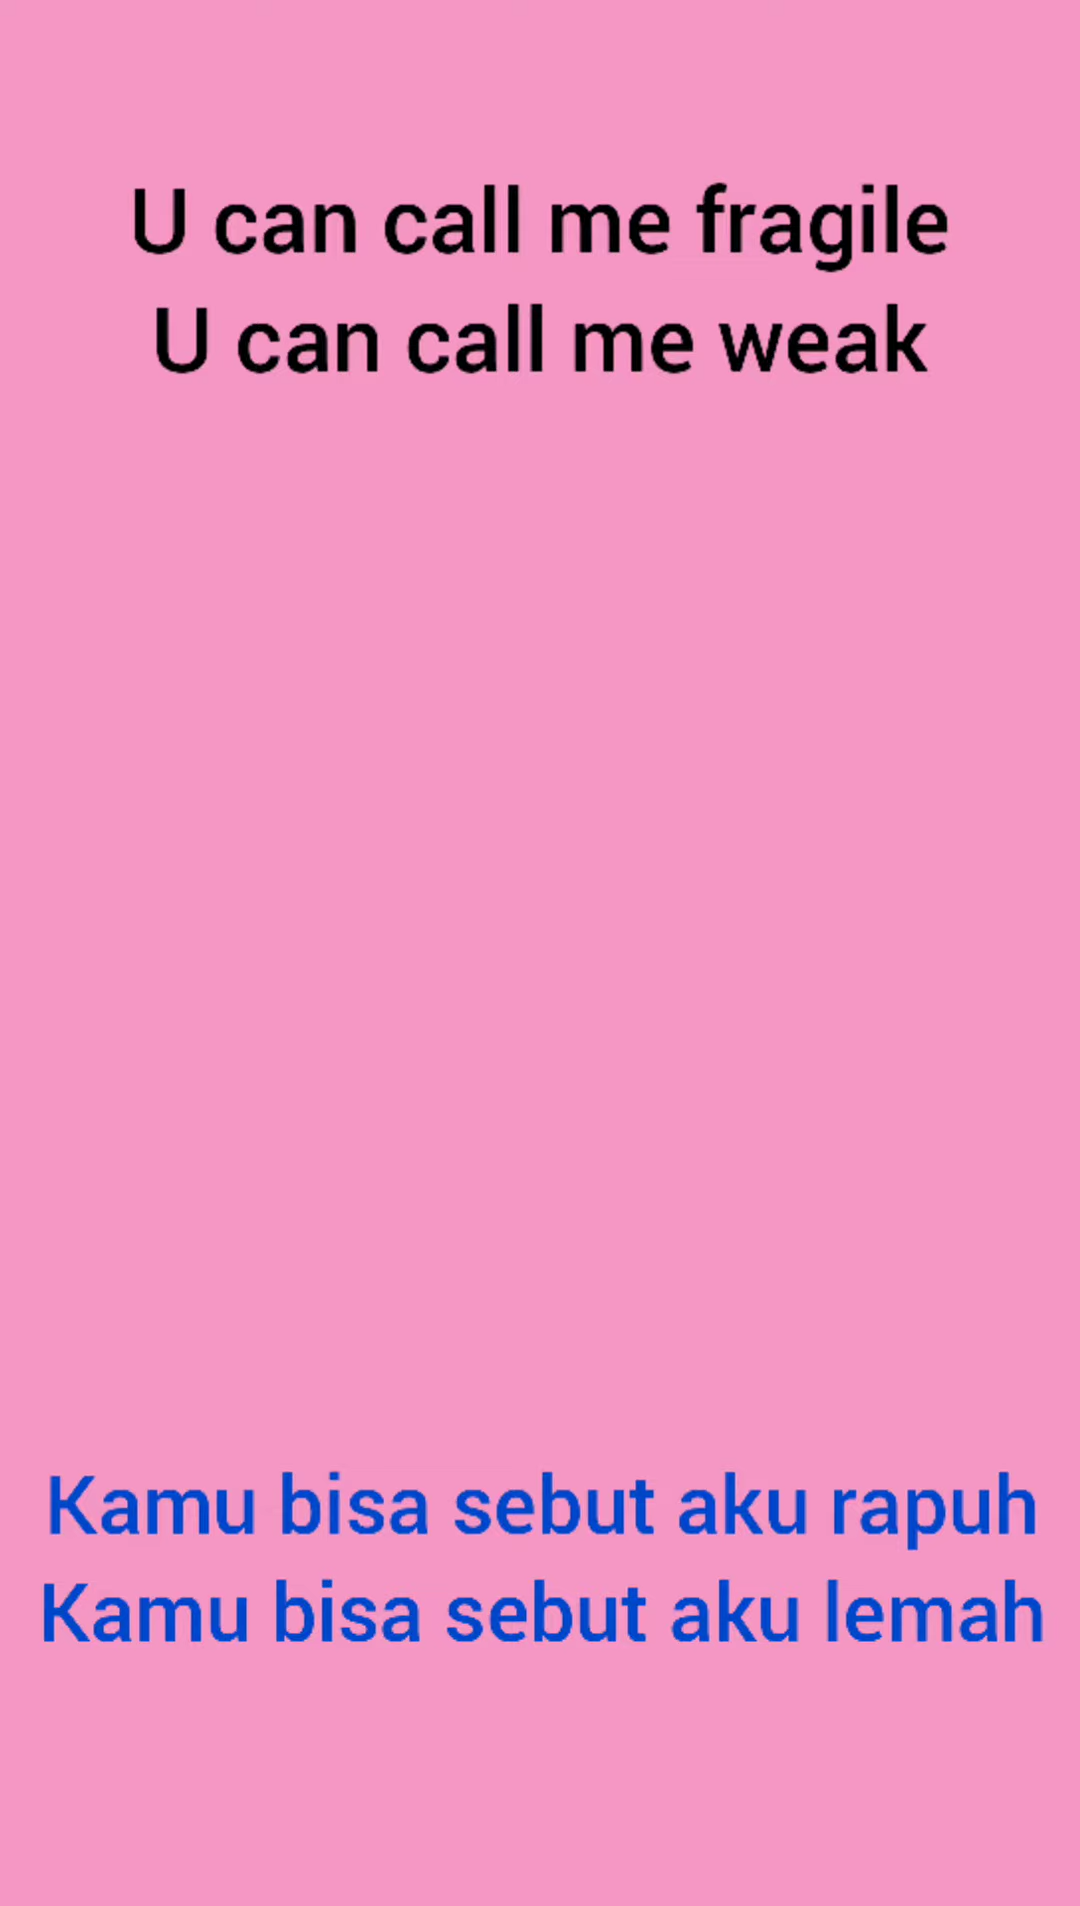 U can call me fragile
U can call me weak
Kamu bisa sebut aku rapuh
Kamu bisa sebut aku lemah